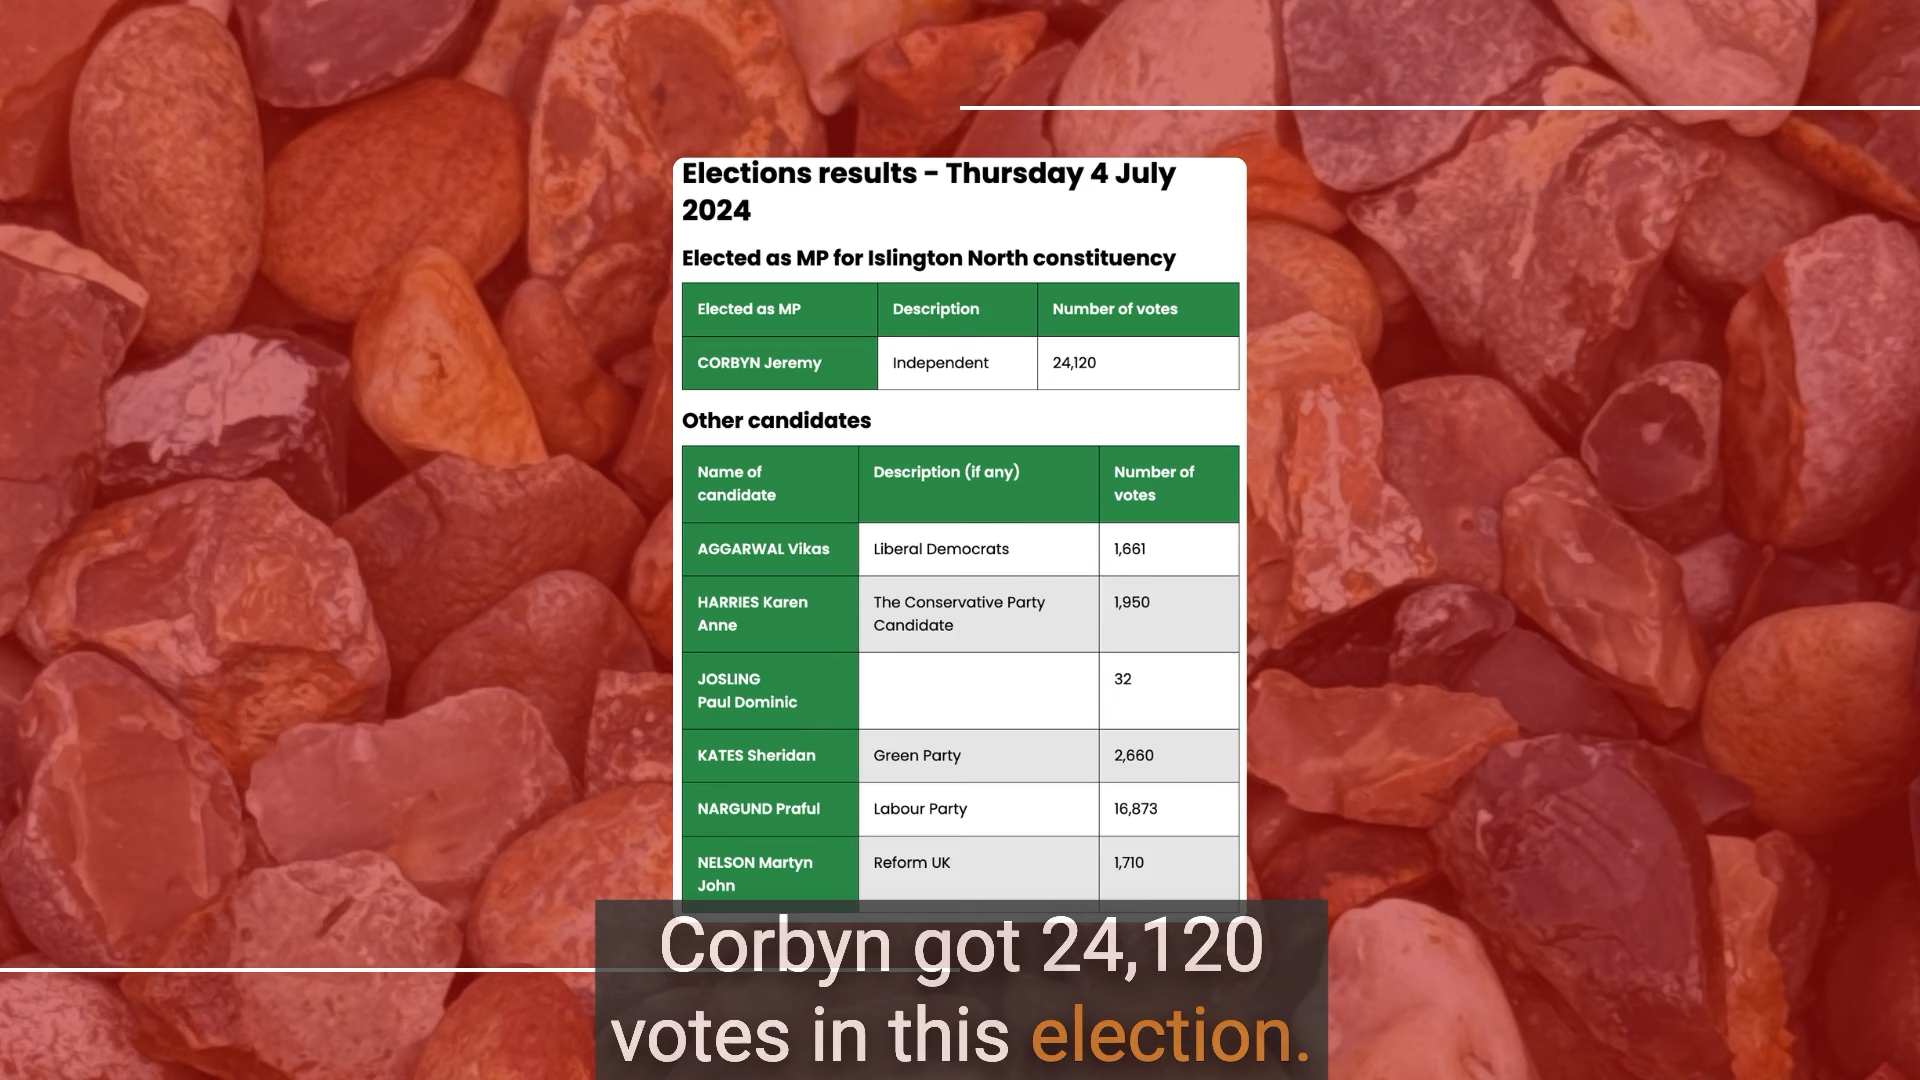 Elections results - Thursday 4 July
2024
Elected as MP for Islington North constituency
Elected as MP Description Number of votes
CORBYN Jeremy Independent 24,120
Other candidates
Name of candidate Description (if any) Number of votes
AGGARWAL Vikas Liberal Democrats 1,661
HARRIES Karen Anne The Conservative Party Candidate 1,950
JOSLING Paul Dominic 32
KATES Sheridan Green Party 2,660
NARGUND Praful Labour Party 16,873
NELSON Martyn John Reform UK 1,710
Corbyn got 24,120
votes in this election.